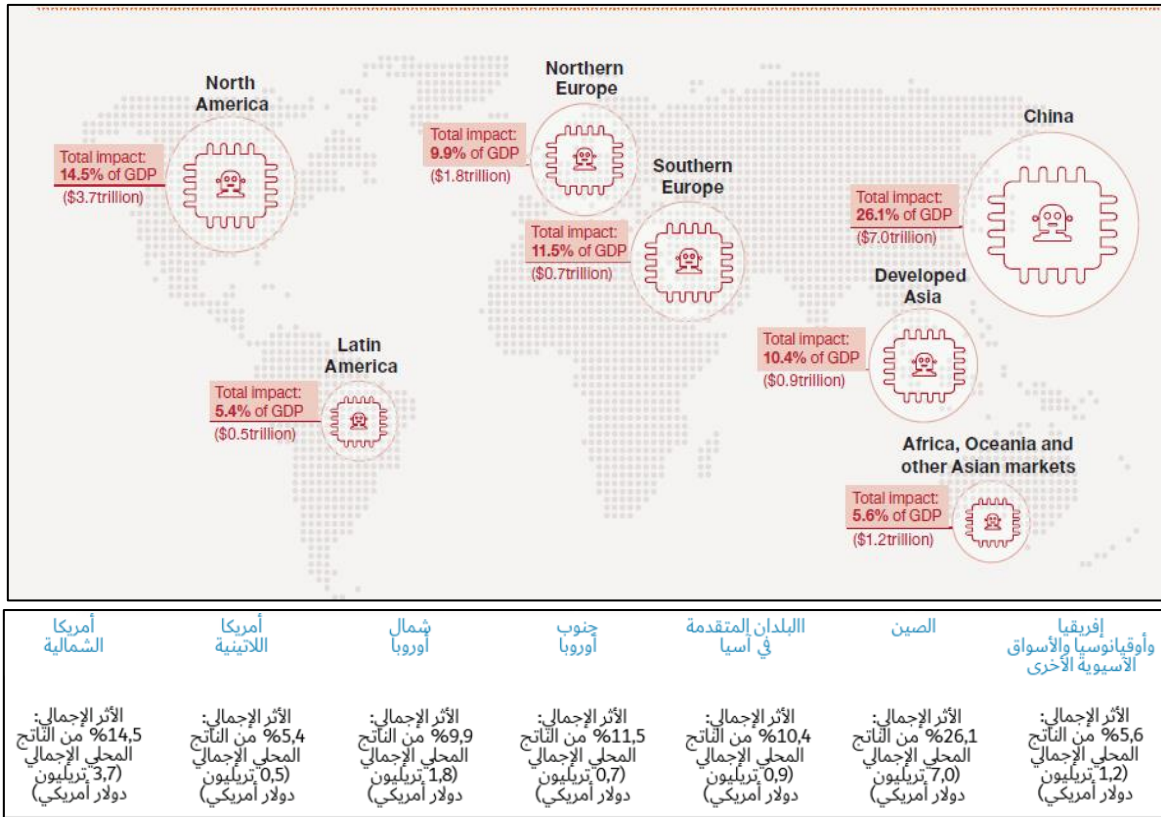 North
America
Total impact:
14.5% of GDP
($3.7trillion)
Northern
Europe
Total impact:
9.9% of GDP
($1.8trillion)
Southern
Europe
Total impact:
11.5% of GDP
($0.7trillion)
China
Total impact:
26.1% of GDP
($7.0trillion)
Developed
Asia
Total impact:
10.4% of GDP
($0.9trillion)
Latin
America
Total impact:
5.4% of GDP
($0.5trillion)
Africa, Oceania and
other Asian markets
Total impact:
5.6% of GDP
($1.2trillion)
إفريقيا
وأوقيانوسيا والأسواق
الآسيوية الأخرى
الأثر الإجمالي:
5,6% من الناتج
المحلي الإجمالي
(1,2 تريليون
دولار أمريكي)
الصين
الأثر الإجمالي:
26,1% من الناتج
المحلي الإجمالي
(7,0 تريليون
دولار أمريكي)
االبلدان المتقدمة
في آسيا
الأثر الإجمالي:
10,4% من الناتج
المحلي الإجمالي
(0,9 تريليون
دولار أمريكي)
جنوب
أوروبا
الأثر الإجمالي:
11,5% من الناتج
المحلي الإجمالي
(0,7 تريليون
دولار أمريكي)
شمال
أوروبا
الأثر الإجمالي:
9,9% من الناتج
المحلي الإجمالي
(1,8 تريليون
دولار أمريكي)
أمريكا
اللاتينية
الأثر الإجمالي:
5,4% من الناتج
المحلي الإجمالي
(0,5 تريليون
دولار أمريكي)
أمريكا
الشمالية
الأثر الإجمالي:
14,5% من الناتج
المحلي الإجمالي
(3,7 تريليون
دولار أمريكي)